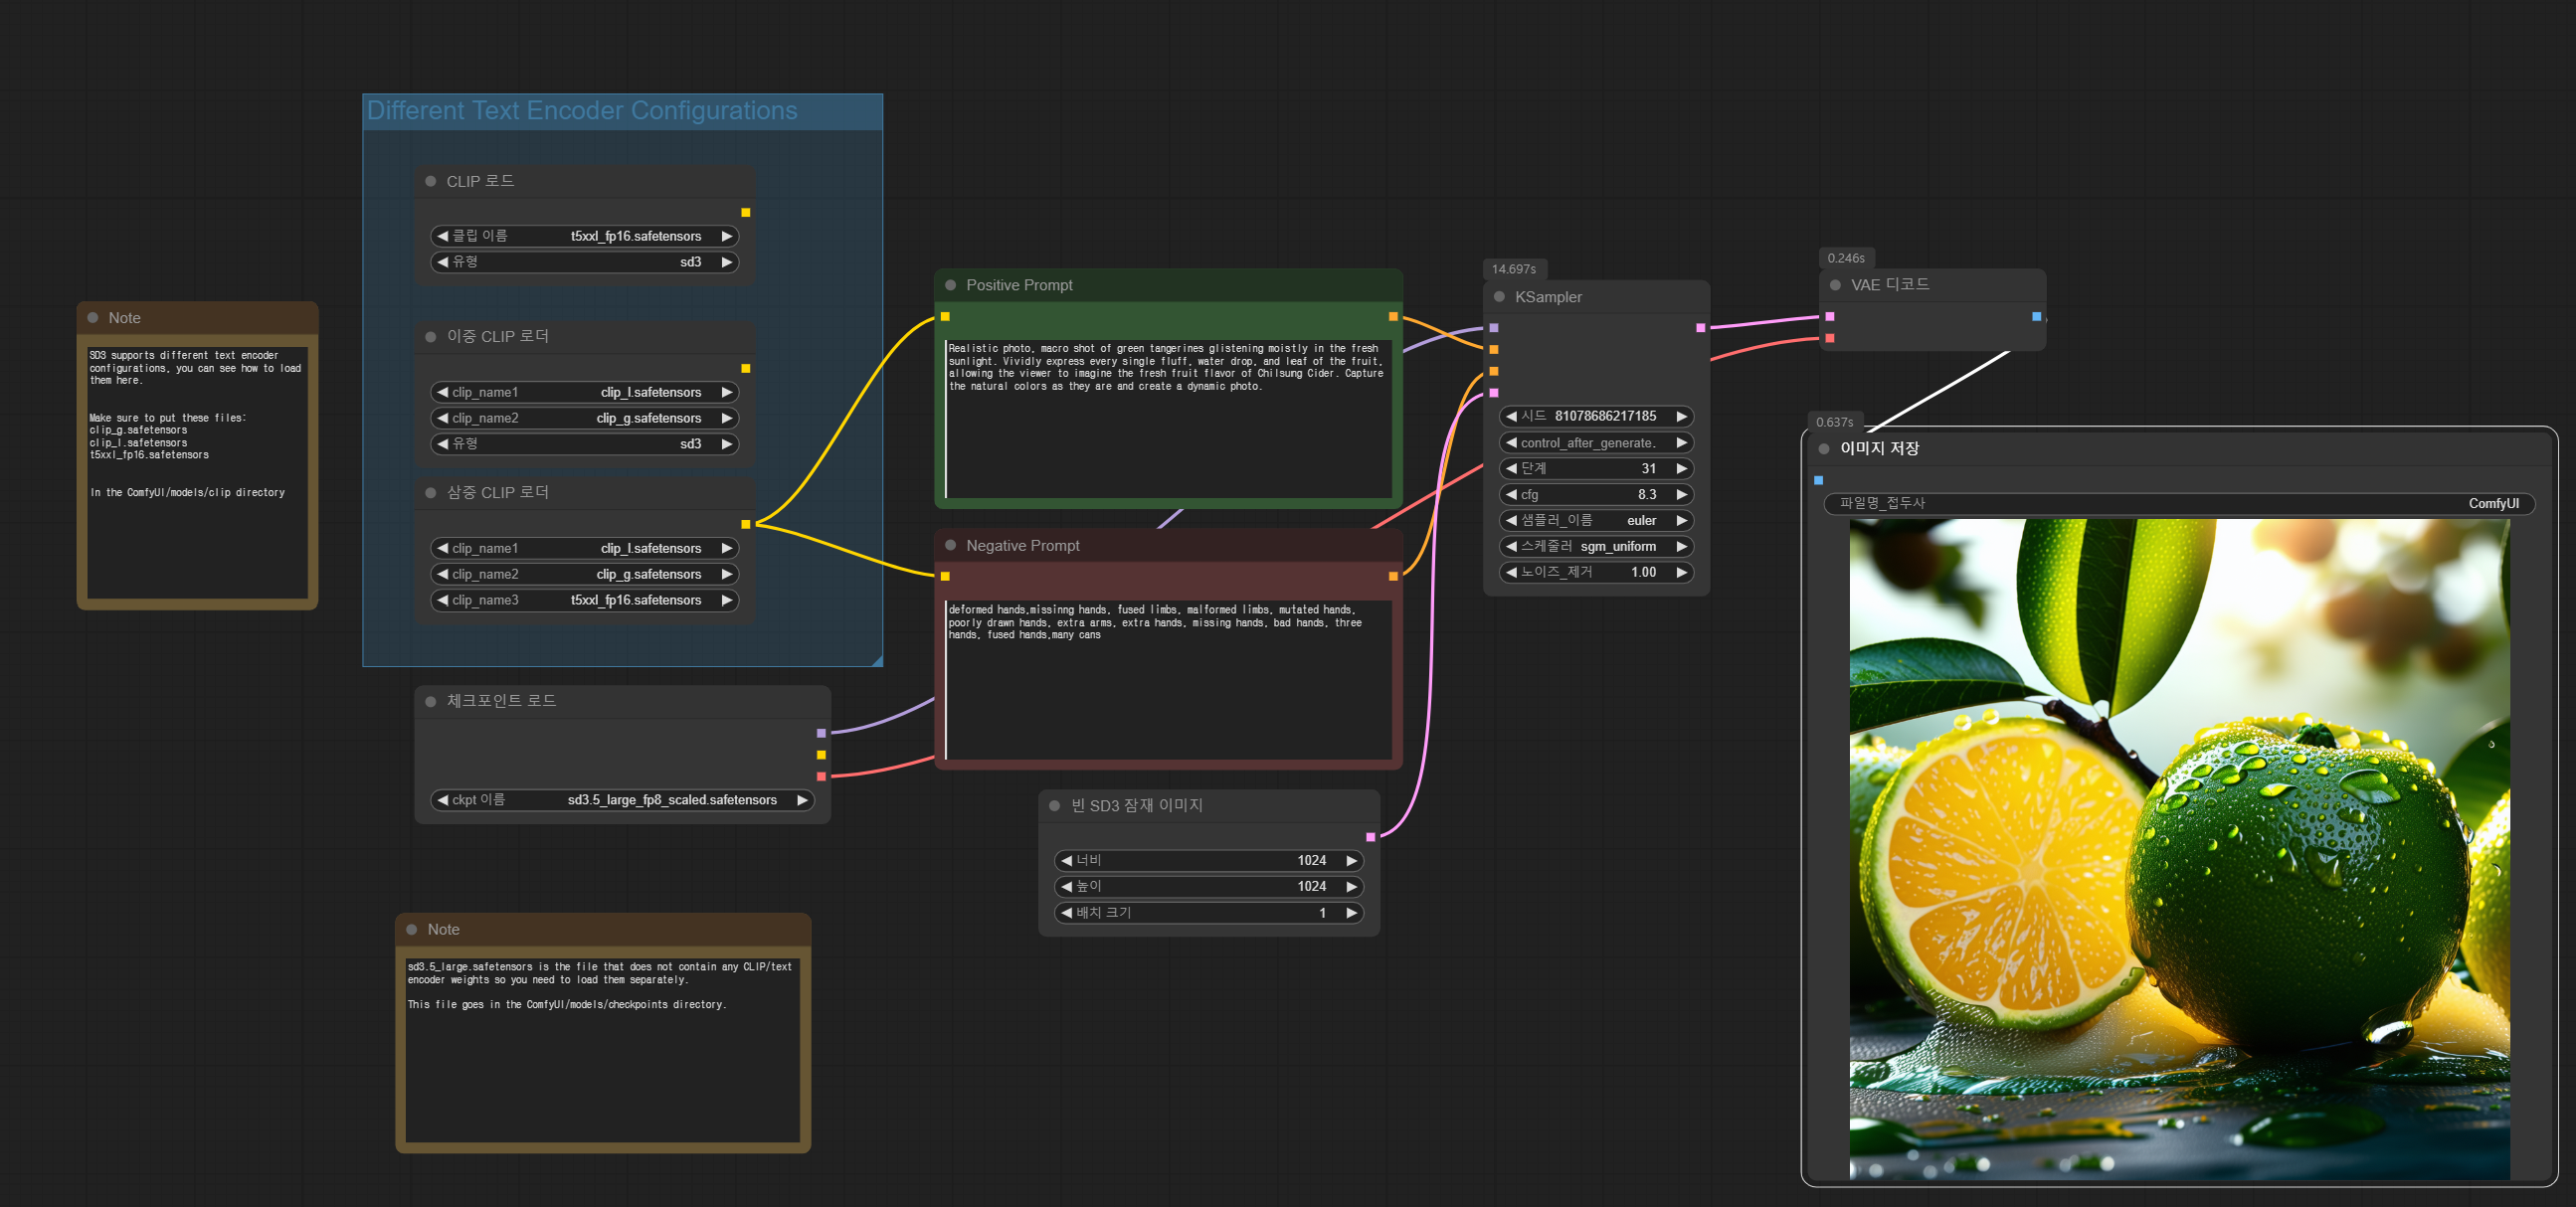 Different Text Encoder Configurations
CLIP 로드
클립 이름 t5xxl_fp16.safetensors
유형 sd3
이중 CLIP 로더
clip_name1 clip_l.safetensors
clip_name2 clip_g.safetensors
유형 sd3
삼중 CLIP 로더
clip_name1 clip_l.safetensors
clip_name2 clip_g.safetensors
clip_name3 t5xxl_fp16.safetensors
Note
SD3 supports different text encoder
configurations, you can see how to load
them here.
Make sure to put these files:
clip_g.safetensors
clip_l.safetensors
t5xxl_fp16.safetensors
In the ComfyUI/models/clip directory
체크포인트 로드
ckpt 이름 sd3.5_large_fp8_scaled.safetensors
Note
sd3.5_large.safetensors is the file that does not contain any CLIP/text
encoder weights so you need to load them separately.
This file goes in the ComfyUI/models/checkpoints directory.
Positive Prompt
Realistic photo, macro shot of green tangerines glistening moistly in the fresh
sunlight. Vividly express every single fluff, water drop, and leaf of the fruit,
allowing the viewer to imagine the fresh fruit flavor of Chilsung Cider. Capture
the natural colors as they are and create a dynamic photo.
Negative Prompt
deformed hands,missinng hands, fused limbs, malformed limbs, mutated hands,
poorly drawn hands, extra arms, extra hands, missing hands, bad hands, three
hands, fused hands,many cans
빈 SD3 잠재 이미지
너비 1024
높이 1024
배치 크기 1
14.697s
KSampler
시드 81078686217185
control_after_generate.
단계 31
cfg 8.3
샘플러_이름 euler
스케줄러 sgm_uniform
노이즈_제거 1.00
0.246s
VAE 디코드
0.637s
이미지 저장
파일명_접두사 ComfyUI